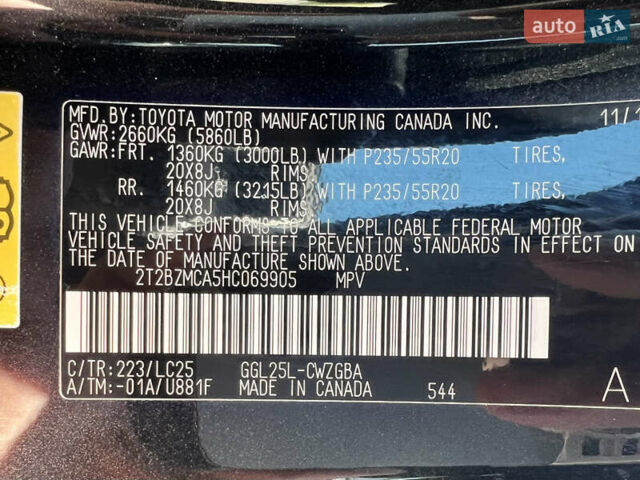 auto RIA.com
MFD.BY:TOYOTA MOTOR MANUFACTURING CANADA INC. 11/1
GVWR:2660KG (5860LB)
GAWR:FRT. 1360KG (3000LB) WITH P235/55R20 TIRES,
20X8J RIMS
RR. 1460KG (3215LB) WITH P235/55R20 TIRES,
20X8J RIMS
THIS VEHICLE CONFORMS TO ALL APPLICABLE FEDERAL MOTOR
VEHICLE SAFETY AND THEFT PREVENTION STANDARDS IN EFFECT ON
THE DATE OF MANUFACTURE SHOWN ABOVE.
2T2BZMCA5HC069905 MPV
C/TR:223/LC25 GGL25L-CWZGBA
A/TM:-01A/U881F MADE IN CANADA 544 A